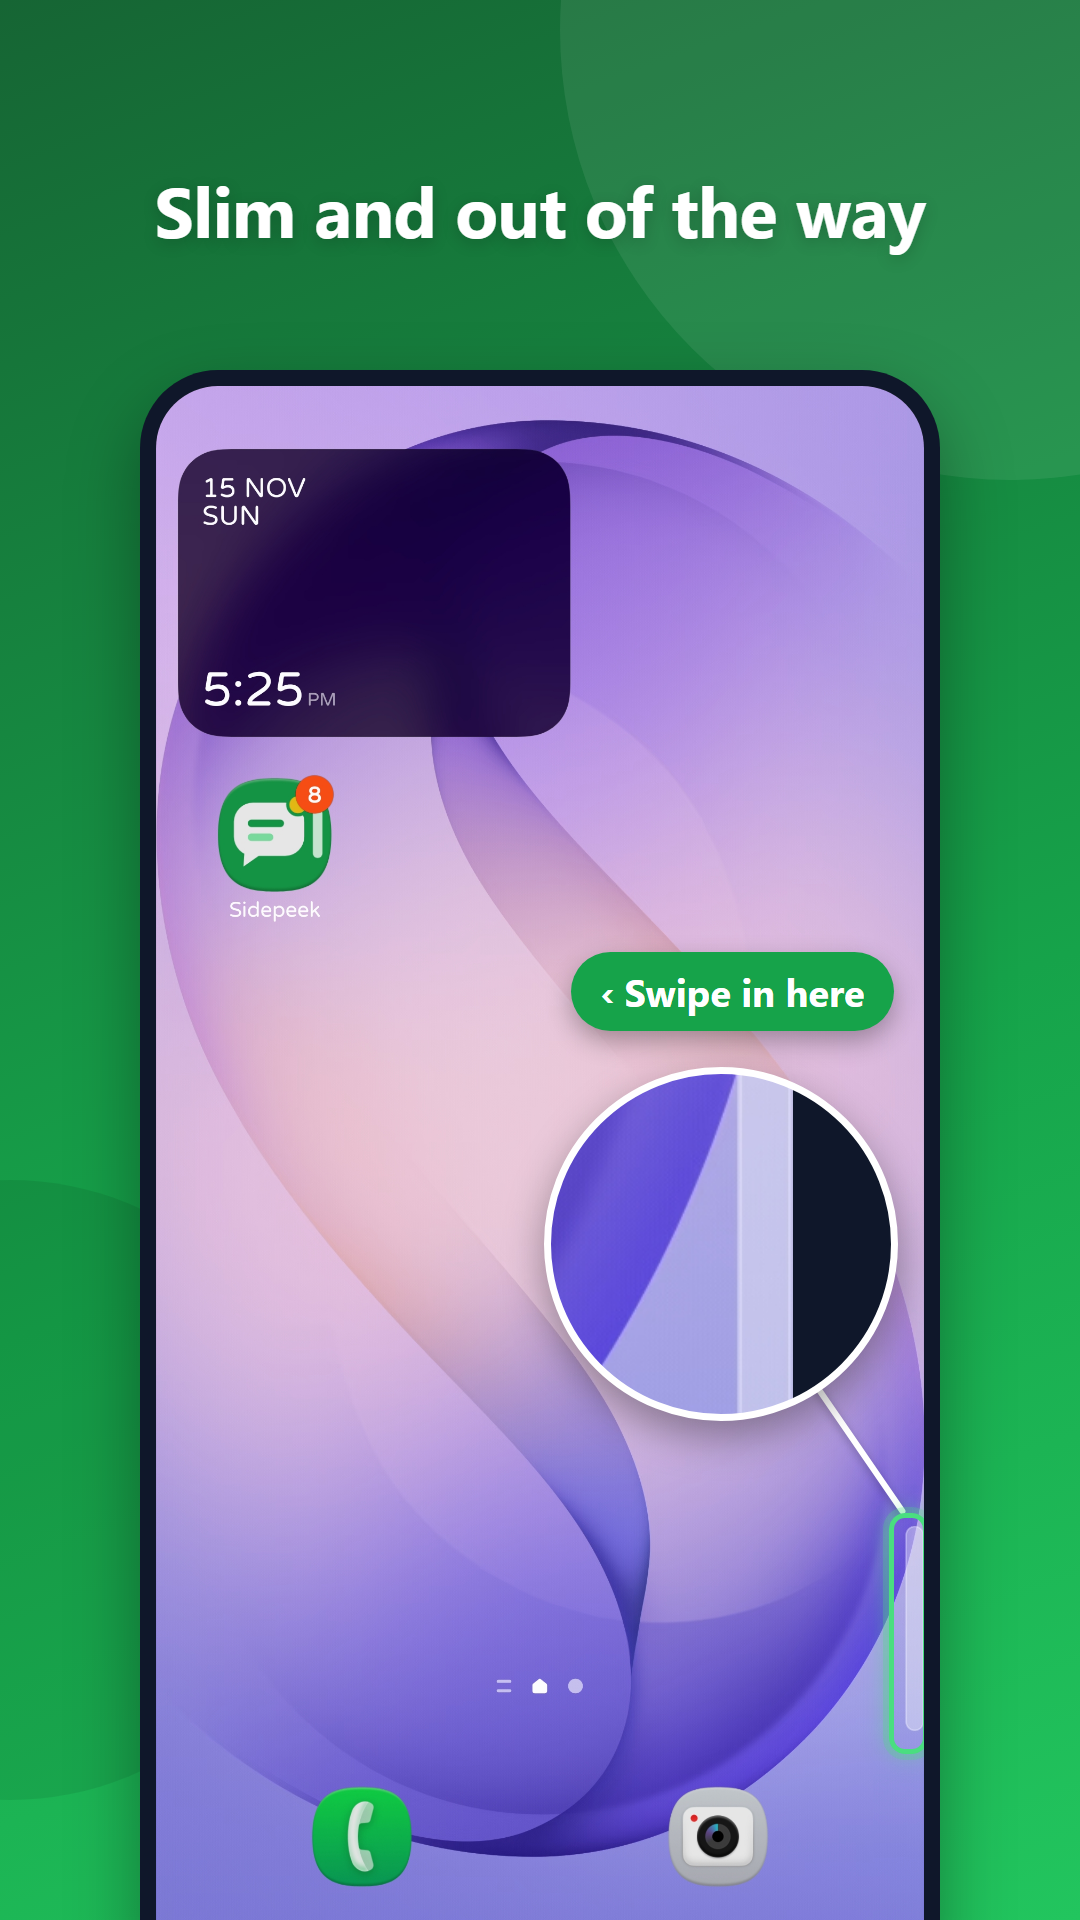 Slim and out of the way
15 NOV
SUN
5:25 PM
8
Sidepeek
‹ Swipe in here